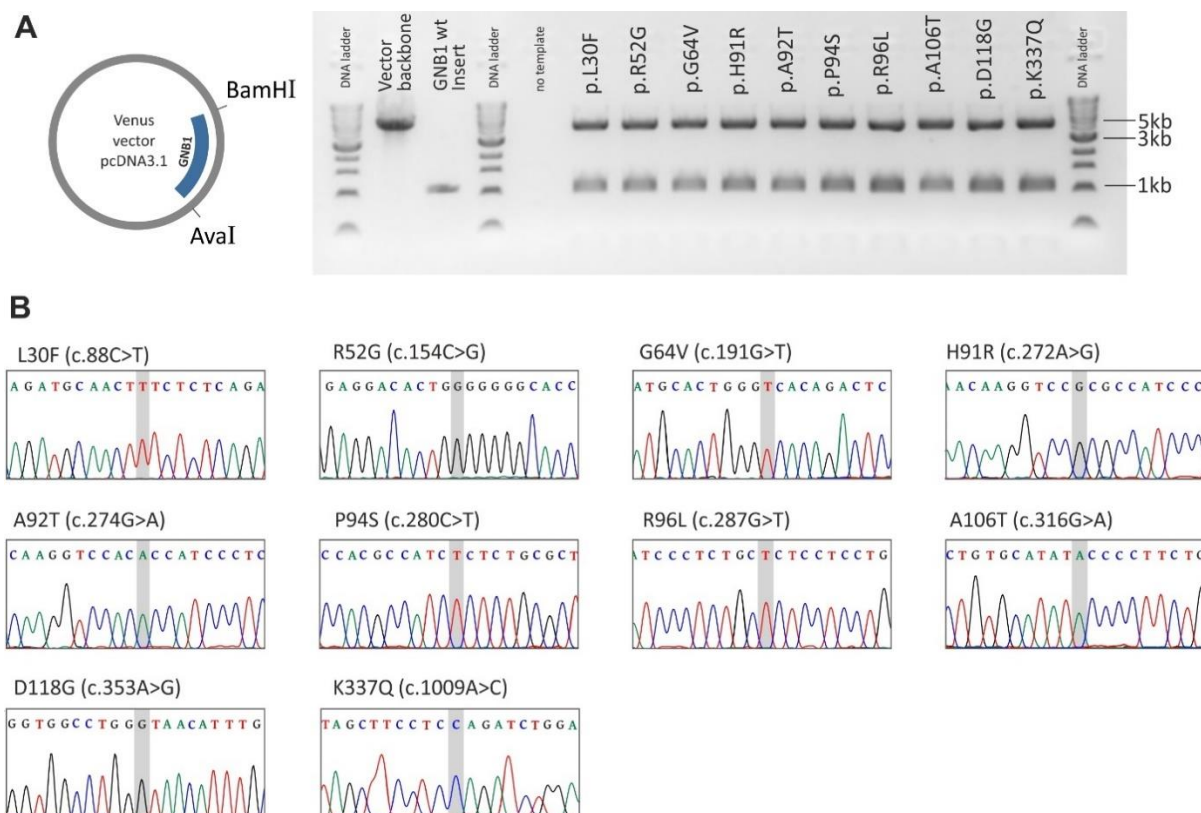 A
Venus
vector
pcDNA3.1
GNB1
BamHI
AvaI
DNA ladder
Vector
backbone
GNB1 wt
Insert
DNA ladder
no template
p.L30F
p.R52G
p.G64V
p.H91R
p.A92T
p.P94S
p.R96L
p.A106T
p.D118G
p.K337Q
DNA ladder
5kb
3kb
1kb
B
L30F (c.88C>T)
AGATGCAACTTTCTCTCAGA
R52G (c.154C>G)
GAGGACACTGGGGGGGCACC
G64V (c.191G>T)
ATGCACTGGGTCACAGACTC
H91R (c.272A>G)
AACAAGGTCCGCGCCATCCC
A92T (c.274G>A)
CAAGGTCCACACCATCCCTC
P94S (c.280C>T)
CCACGCCATCTCTCTGCGCT
R96L (c.287G>T)
ATCCCTCTGCTCTCCTCCTG
A106T (c.316G>A)
CTGTGCATATACCCCTTCTG
D118G (c.353A>G)
GGTGGCCTGGGTAACATTTG
K337Q (c.1009A>C)
TAGCTTCCTCCAGATCTGGA